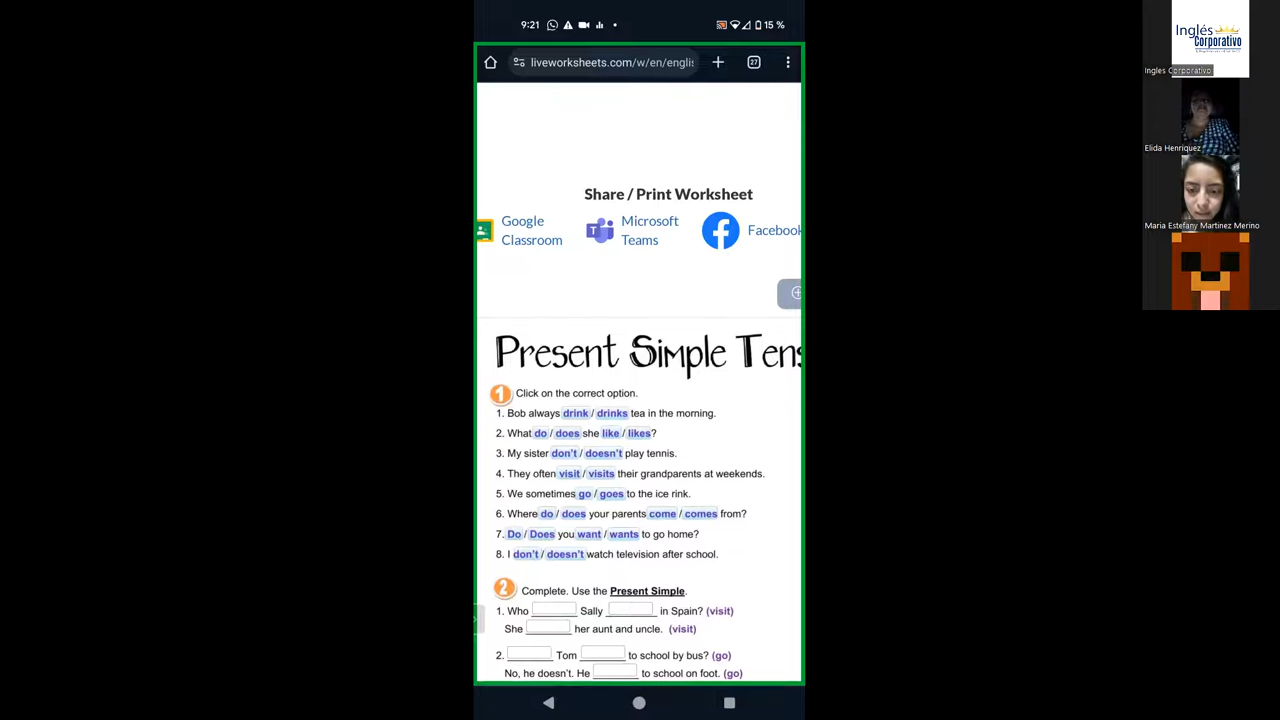 9:21
15 %
liveworksheets.com/w/en/englis
27
Share / Print Worksheet
Google Classroom
Microsoft Teams
Facebook
Present Simple Tens
1 Click on the correct option.
1. Bob always drink / drinks tea in the morning.
2. What do / does she like / likes?
3. My sister don't / doesn't play tennis.
4. They often visit / visits their grandparents at weekends.
5. We sometimes go / goes to the ice rink.
6. Where do / does your parents come / comes from?
7. Do / Does you want / wants to go home?
8. I don't / doesn't watch television after school.
2 Complete. Use the Present Simple.
1. Who Sally in Spain? (visit)
She her aunt and uncle. (visit)
2. Tom to school by bus? (go)
No, he doesn't. He to school on foot. (go)
Inglés
Corporativo
Ingles Corporativo
Elida Henriquez
Maria Estefany Martinez Merino